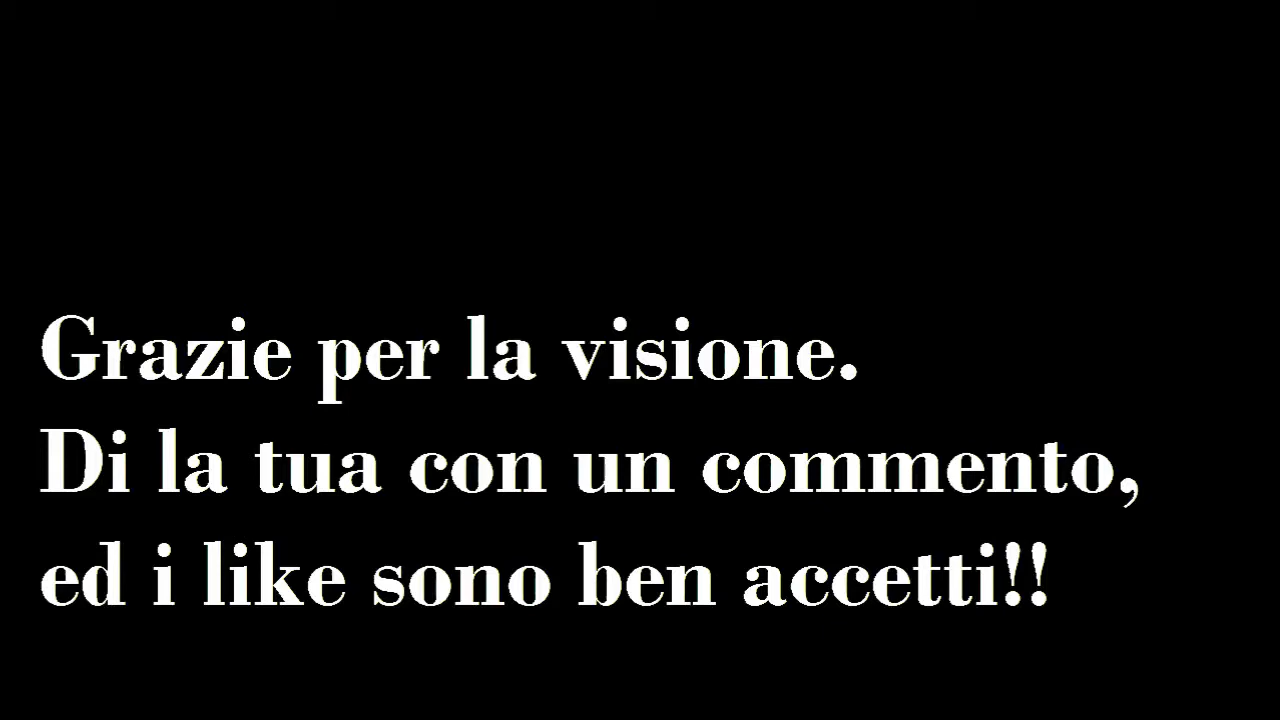 Grazie per la visione.
Di la tua con un commento,
ed i like sono ben accetti!!